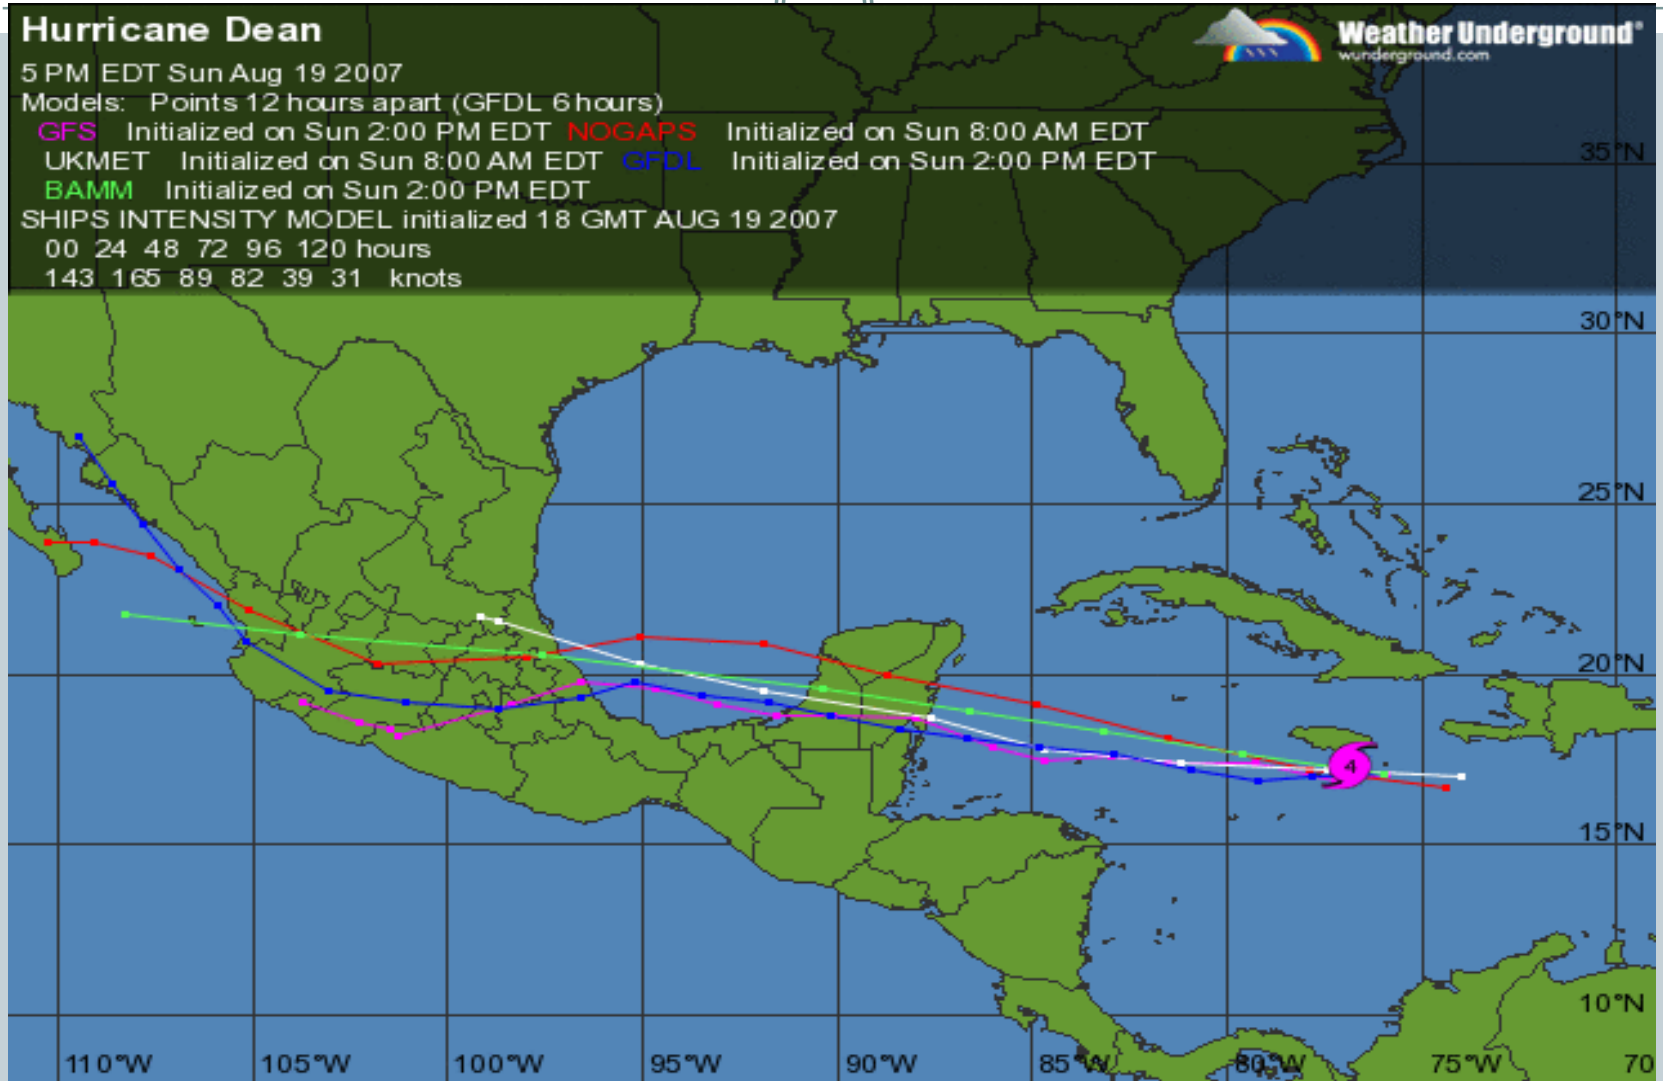 Hurricane Dean
Weather Underground®
wunderground.com
5 PM EDT Sun Aug 19 2007
Models: Points 12 hours apart (GFDL 6 hours)
GFS Initialized on Sun 2:00 PM EDT NOGAPS Initialized on Sun 8:00 AM EDT
UKMET Initialized on Sun 8:00 AM EDT GFDL Initialized on Sun 2:00 PM EDT
BAMM Initialized on Sun 2:00 PM EDT
SHIPS INTENSITY MODEL initialized 18 GMT AUG 19 2007
00 24 48 72 96 120 hours
143 165 89 82 39 31 knots
35°N
30°N
25°N
20°N
4
15°N
10°N
110°W 105°W 100°W 95°W 90°W 85°W 80°W 75°W 70